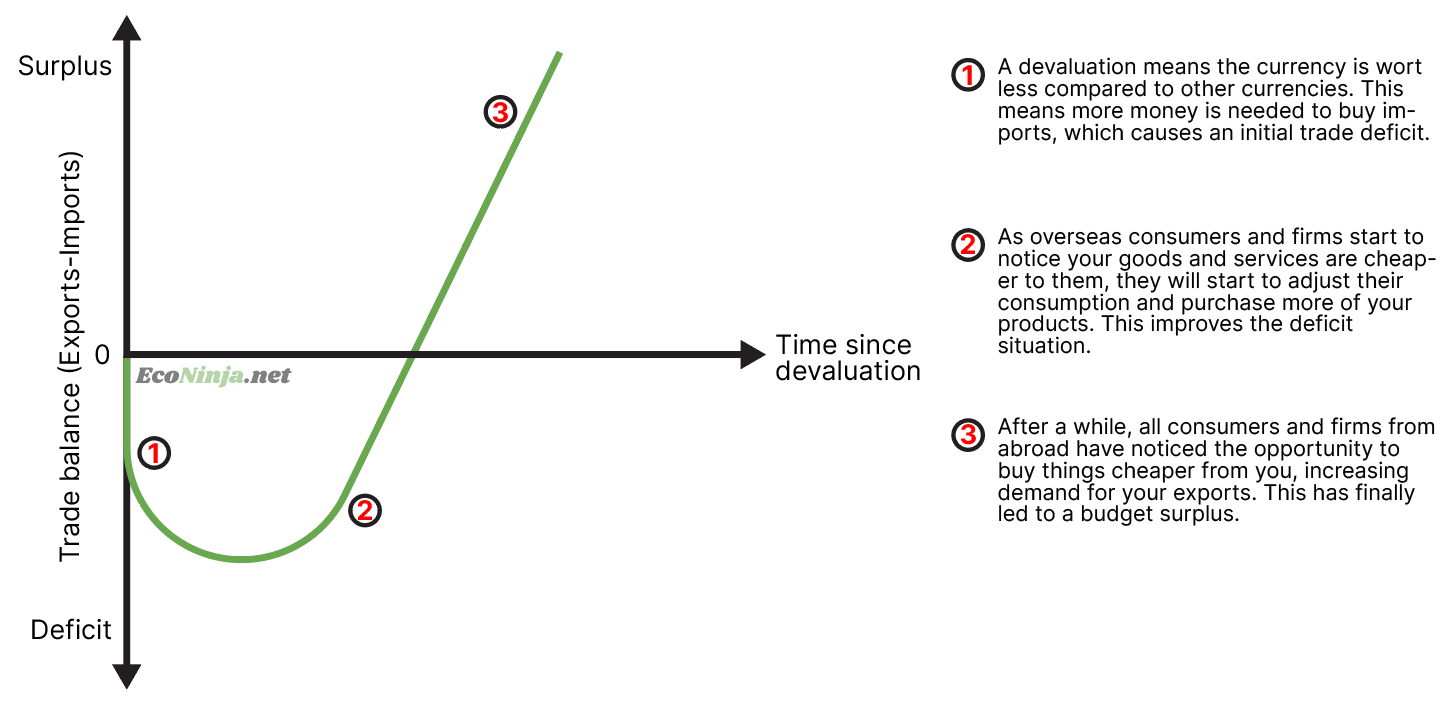 Surplus
Trade balance (Exports-Imports)
0
Deficit
EcoNinja.net
Time since
devaluation
1
2
3
1 A devaluation means the currency is wort
less compared to other currencies. This
means more money is needed to buy im-
ports, which causes an initial trade deficit.
2 As overseas consumers and firms start to
notice your goods and services are cheap-
er to them, they will start to adjust their
consumption and purchase more of your
products. This improves the deficit
situation.
3 After a while, all consumers and firms from
abroad have noticed the opportunity to
buy things cheaper from you, increasing
demand for your exports. This has finally
led to a budget surplus.